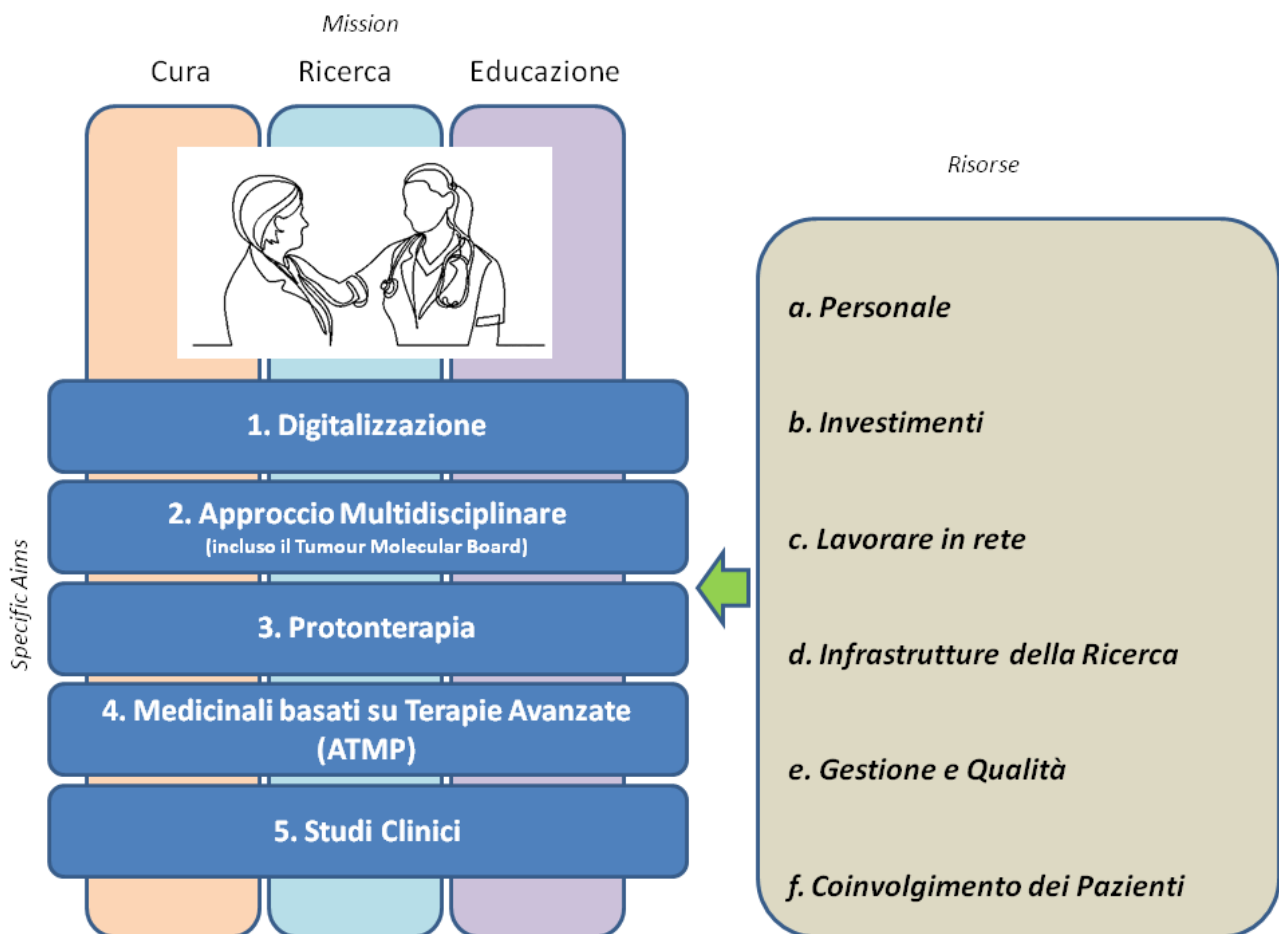 Mission
Cura Ricerca Educazione
Risorse
Specific Aims
1. Digitalizzazione
2. Approccio Multidisciplinare
(incluso il Tumour Molecular Board)
3. Protonterapia
4. Medicinali basati su Terapie Avanzate
(ATMP)
5. Studi Clinici
a. Personale
b. Investimenti
c. Lavorare in rete
d. Infrastrutture della Ricerca
e. Gestione e Qualità
f. Coinvolgimento dei Pazienti